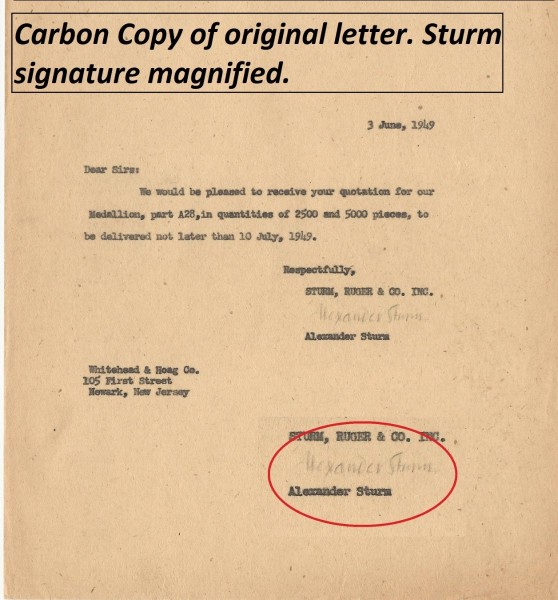 Carbon Copy of original letter. Sturm
signature magnified.
3 June, 1949
Dear Sirs:
We would be pleased to receive your quotation for our
Medallion, part A28,in quantities of 2500 and 5000 pieces, to
be delivered not later than 10 July, 1949.
Respectfully,
STURM, RUGER & CO. INC.
Alexander Sturm
Alexander Sturm
Whitehead & Hoag Co.
105 First Street
Newark, New Jersey
STURM, RUGER & CO. INC.
Alexander Sturm
Alexander Sturm